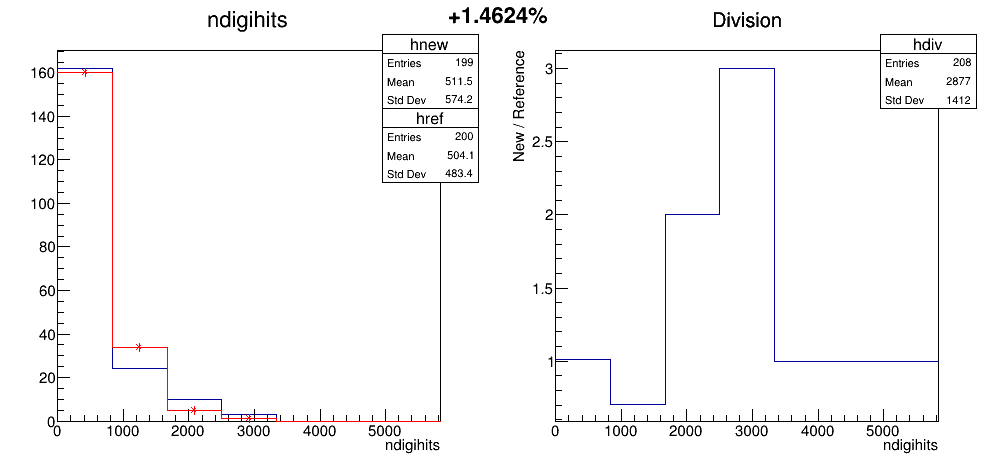 +1.4624%
ndigihits
hnew
Entries 199
Mean 511.5
Std Dev 574.2
href
Entries 200
Mean 504.1
Std Dev 483.4
160
140
120
100
80
60
40
20
0
0 1000 2000 3000 4000 5000
ndigihits
Division
hdiv
Entries 208
Mean 2877
Std Dev 1412
New / Reference
3
2.5
2
1.5
1
0 1000 2000 3000 4000 5000
ndigihits